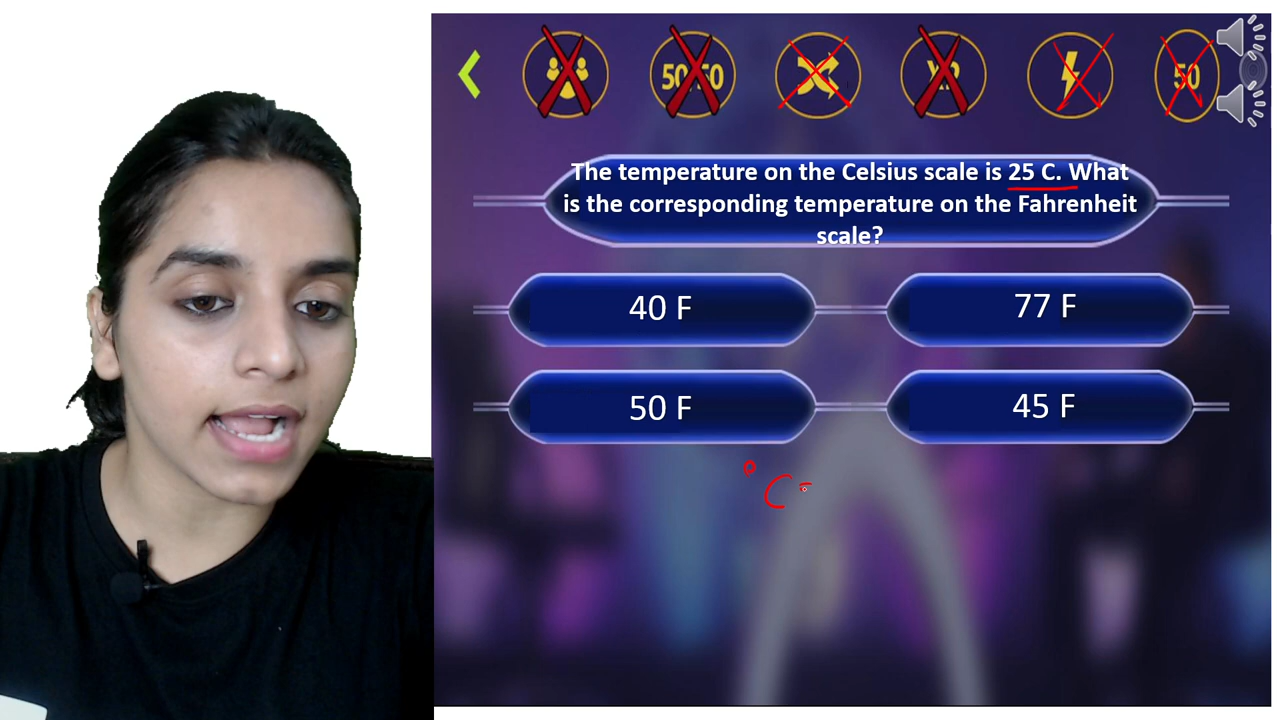 50 50
X2
50
The temperature on the Celsius scale is 25 C. What
is the corresponding temperature on the Fahrenheit
scale?
40 F
77 F
50 F
45 F
° C =